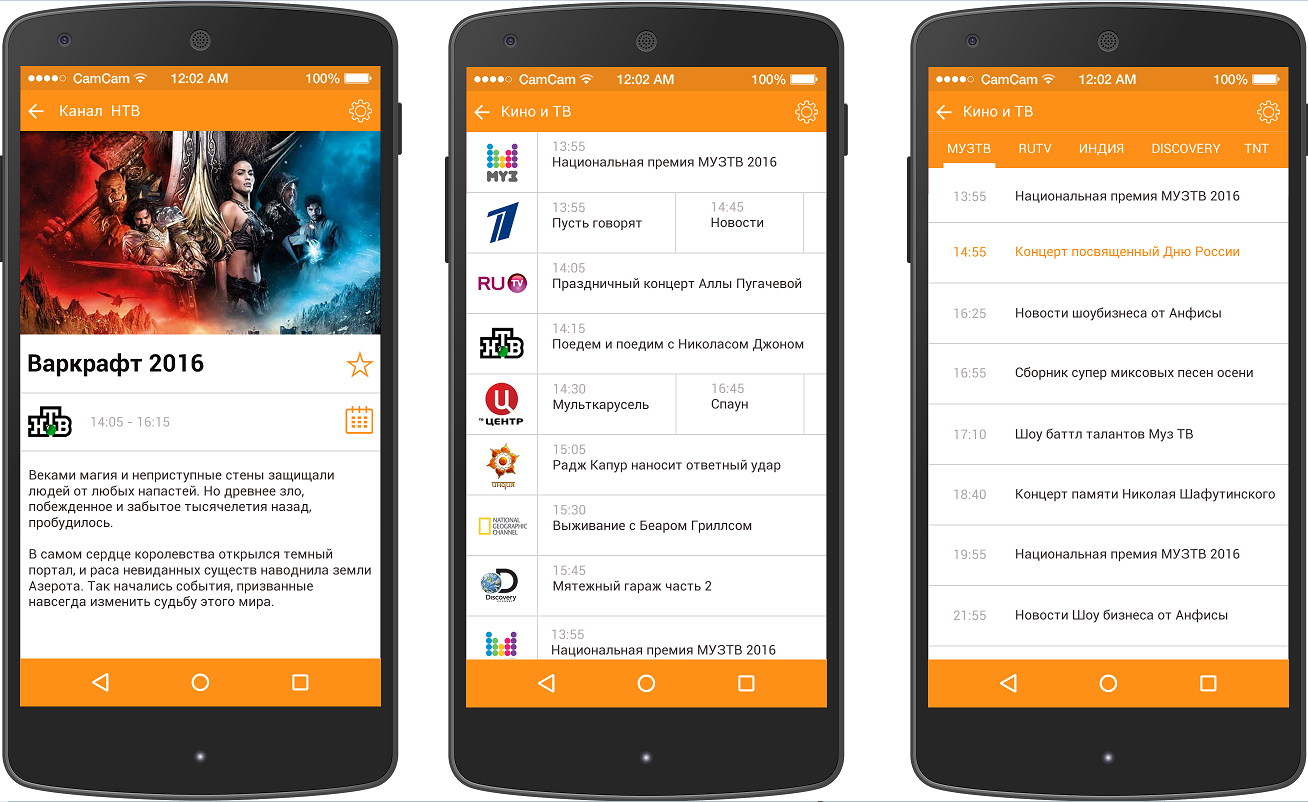 CamCam 12:02 AM 100%
Канал НТВ
Варкрафт 2016
НТВ 14:05 - 16:15
Веками магия и неприступные стены защищали
людей от любых напастей. Но древнее зло,
побежденное и забытое тысячелетия назад,
пробудилось.
В самом сердце королевства открылся темный
портал, и раса невиданных существ наводнила земли
Азерота. Так начались события, призванные
навсегда изменить судьбу этого мира.
CamCam 12:02 AM 100%
Кино и ТВ
МУЗ
13:55
Национальная премия МУЗТВ 2016
1
13:55 14:45
Пусть говорят Новости
RU TV
14:05
Праздничный концерт Аллы Пугачевой
НТВ
14:15
Поедем и поедим с Николасом Джоном
Ц
ТВ ЦЕНТР
14:30 16:45
Мульткарусель Спаун
индия
15:05
Радж Капур наносит ответный удар
NATIONAL
GEOGRAPHIC
CHANNEL
15:30
Выживание с Беаром Гриллсом
Discovery
15:45
Мятежный гараж часть 2
13:55
Национальная премия МУЗТВ 2016
CamCam 12:02 AM 100%
Кино и ТВ
МУЗТВ RUTV ИНДИЯ DISCOVERY TNT
13:55 Национальная премия МУЗТВ 2016
14:55 Концерт посвященный Дню России
16:25 Новости шоубизнеса от Анфисы
16:55 Сборник супер миксовых песен осени
17:10 Шоу баттл талантов Муз ТВ
18:40 Концерт памяти Николая Шафутинского
19:55 Национальная премия МУЗТВ 2016
21:55 Новости Шоу бизнеса от Анфисы